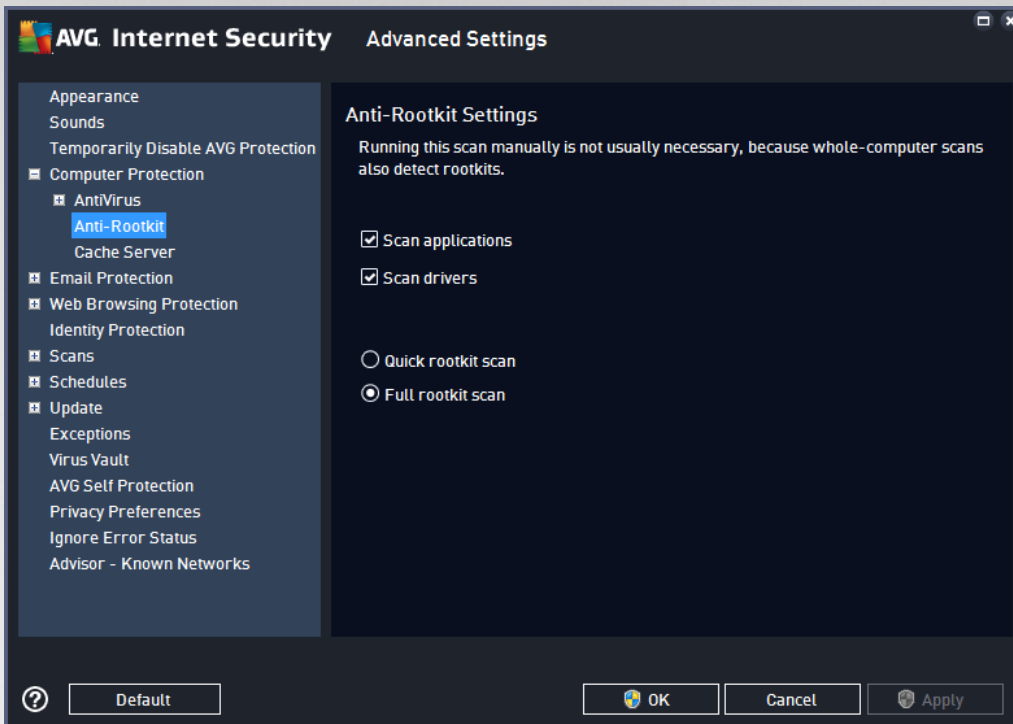 AVG Internet Security Advanced Settings
Appearance
Sounds
Temporarily Disable AVG Protection
Computer Protection
AntiVirus
Anti-Rootkit
Cache Server
Email Protection
Web Browsing Protection
Identity Protection
Scans
Schedules
Update
Exceptions
Virus Vault
AVG Self Protection
Privacy Preferences
Ignore Error Status
Advisor - Known Networks
Anti-Rootkit Settings
Running this scan manually is not usually necessary, because whole-computer scans
also detect rootkits.
Scan applications
Scan drivers
Quick rootkit scan
Full rootkit scan
? Default OK Cancel Apply